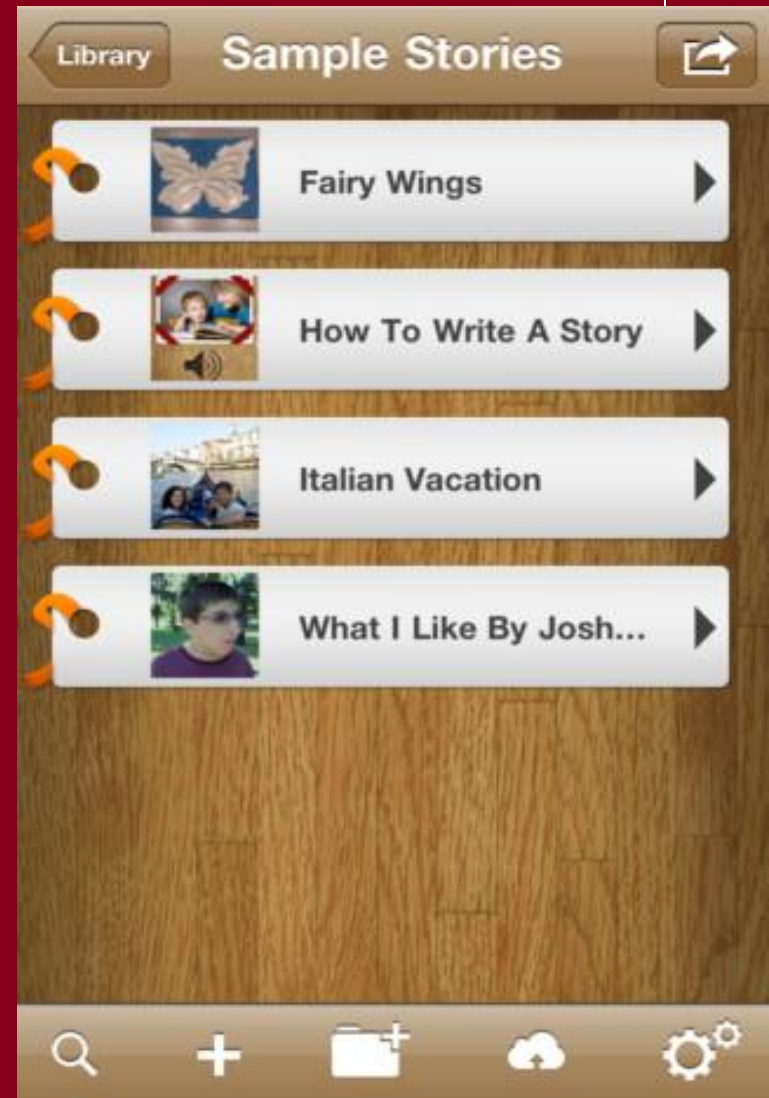 Library
Sample Stories
Fairy Wings
How To Write A Story
Italian Vacation
What I Like By Josh...